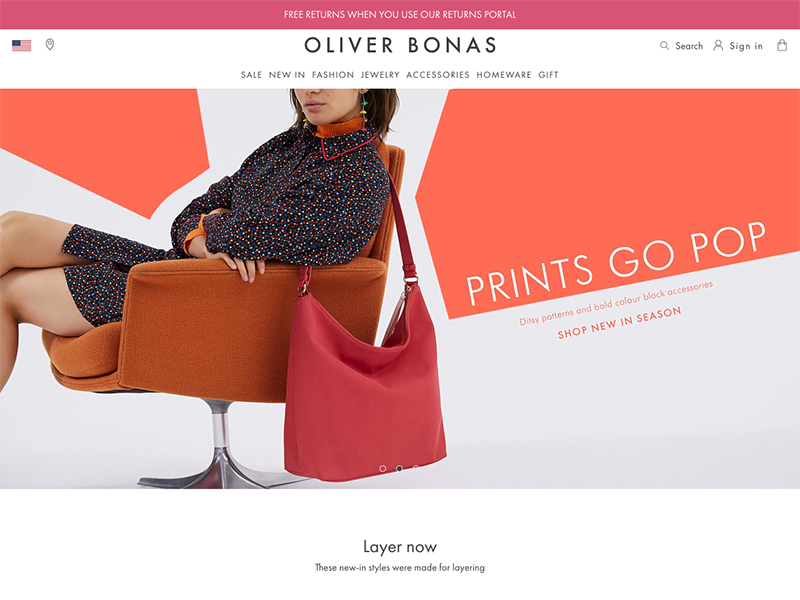 FREE RETURNS WHEN YOU USE OUR RETURNS PORTAL
OLIVER BONAS
Search
Sign in
SALE NEW IN FASHION JEWELRY ACCESSORIES HOMEWARE GIFT
PRINTS GO POP
Ditsy patterns and bold colour block accessories
SHOP NEW IN SEASON
Layer now
These new-in styles were made for layering